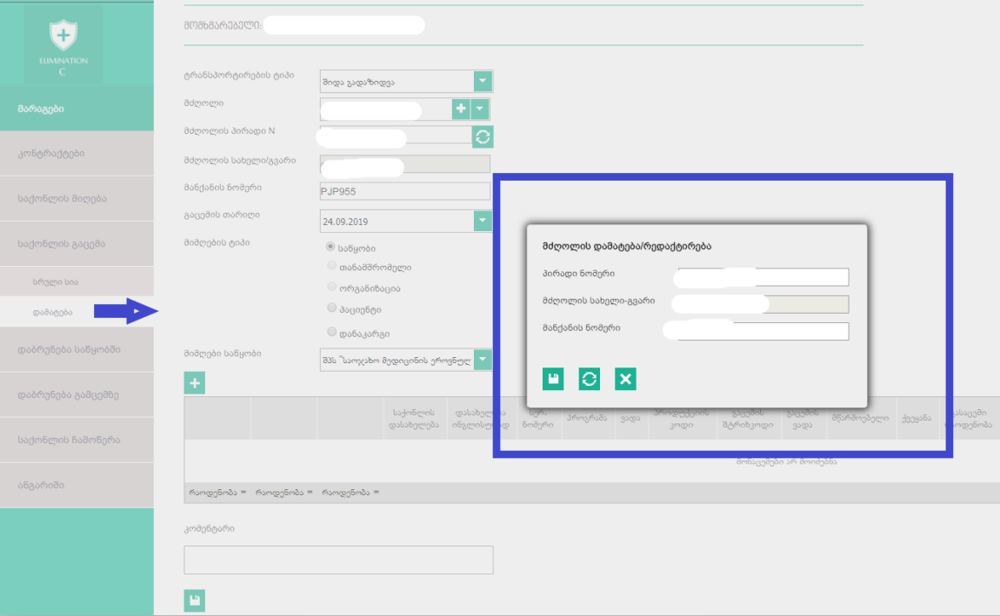 მომხმარებელი:
ELIMINATION
C
მარაგები
კონტრაქტები
საქონლის მიღება
საქონლის გაცემა
სრული სია
დამატება
დაბრუნება საწყობში
დაბრუნება გამცემზე
საქონლის ჩამოწერა
ანგარიში
ტრანსპორტირების ტიპი
შიდა გადაზიდვა
მძღოლი
მძღოლის პირადი N
მძღოლის სახელი/გვარი
მანქანის ნომერი
PJP955
გაცემის თარიღი
24.09.2019
მიმღების ტიპი
საწყობი
თანამშრომელი
ორგანიზაცია
პაციენტი
დანაკარგი
მიმღები საწყობი
შპს "საოჯახო მედიცინის ეროვნულ
მძღოლის დამატება/რედაქტირება
პირადი ნომერი
მძღოლის სახელი-გვარი
მანქანის ნომერი
საქონლის დასახელება
დასახელება ინგლისურად
სერ. ნომერი
პროგრამა
ვადა
პროდუქციის კოდი
გაცემის შტრიხკოდი
გაცემის ვადა
მწარმოებელი
ქვეყანა
გასაცემი რაოდენობა
მონაცემები არ მოიძებნა
რაოდენობა = რაოდენობა = რაოდენობა =
კომენტარი